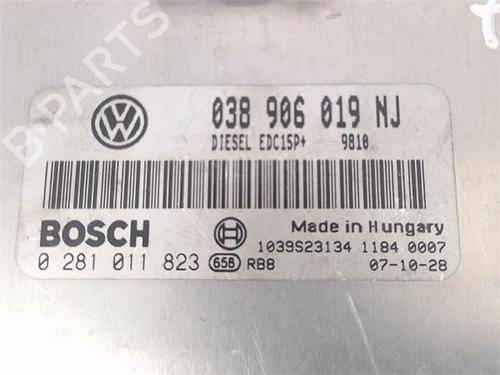 B-PARTS
038 906 019 NJ
DIESEL EDC15P+ 9810
BOSCH
Made in Hungary
1039S23134 1184 0007
0 281 011 823 658 RB8 07-10-28